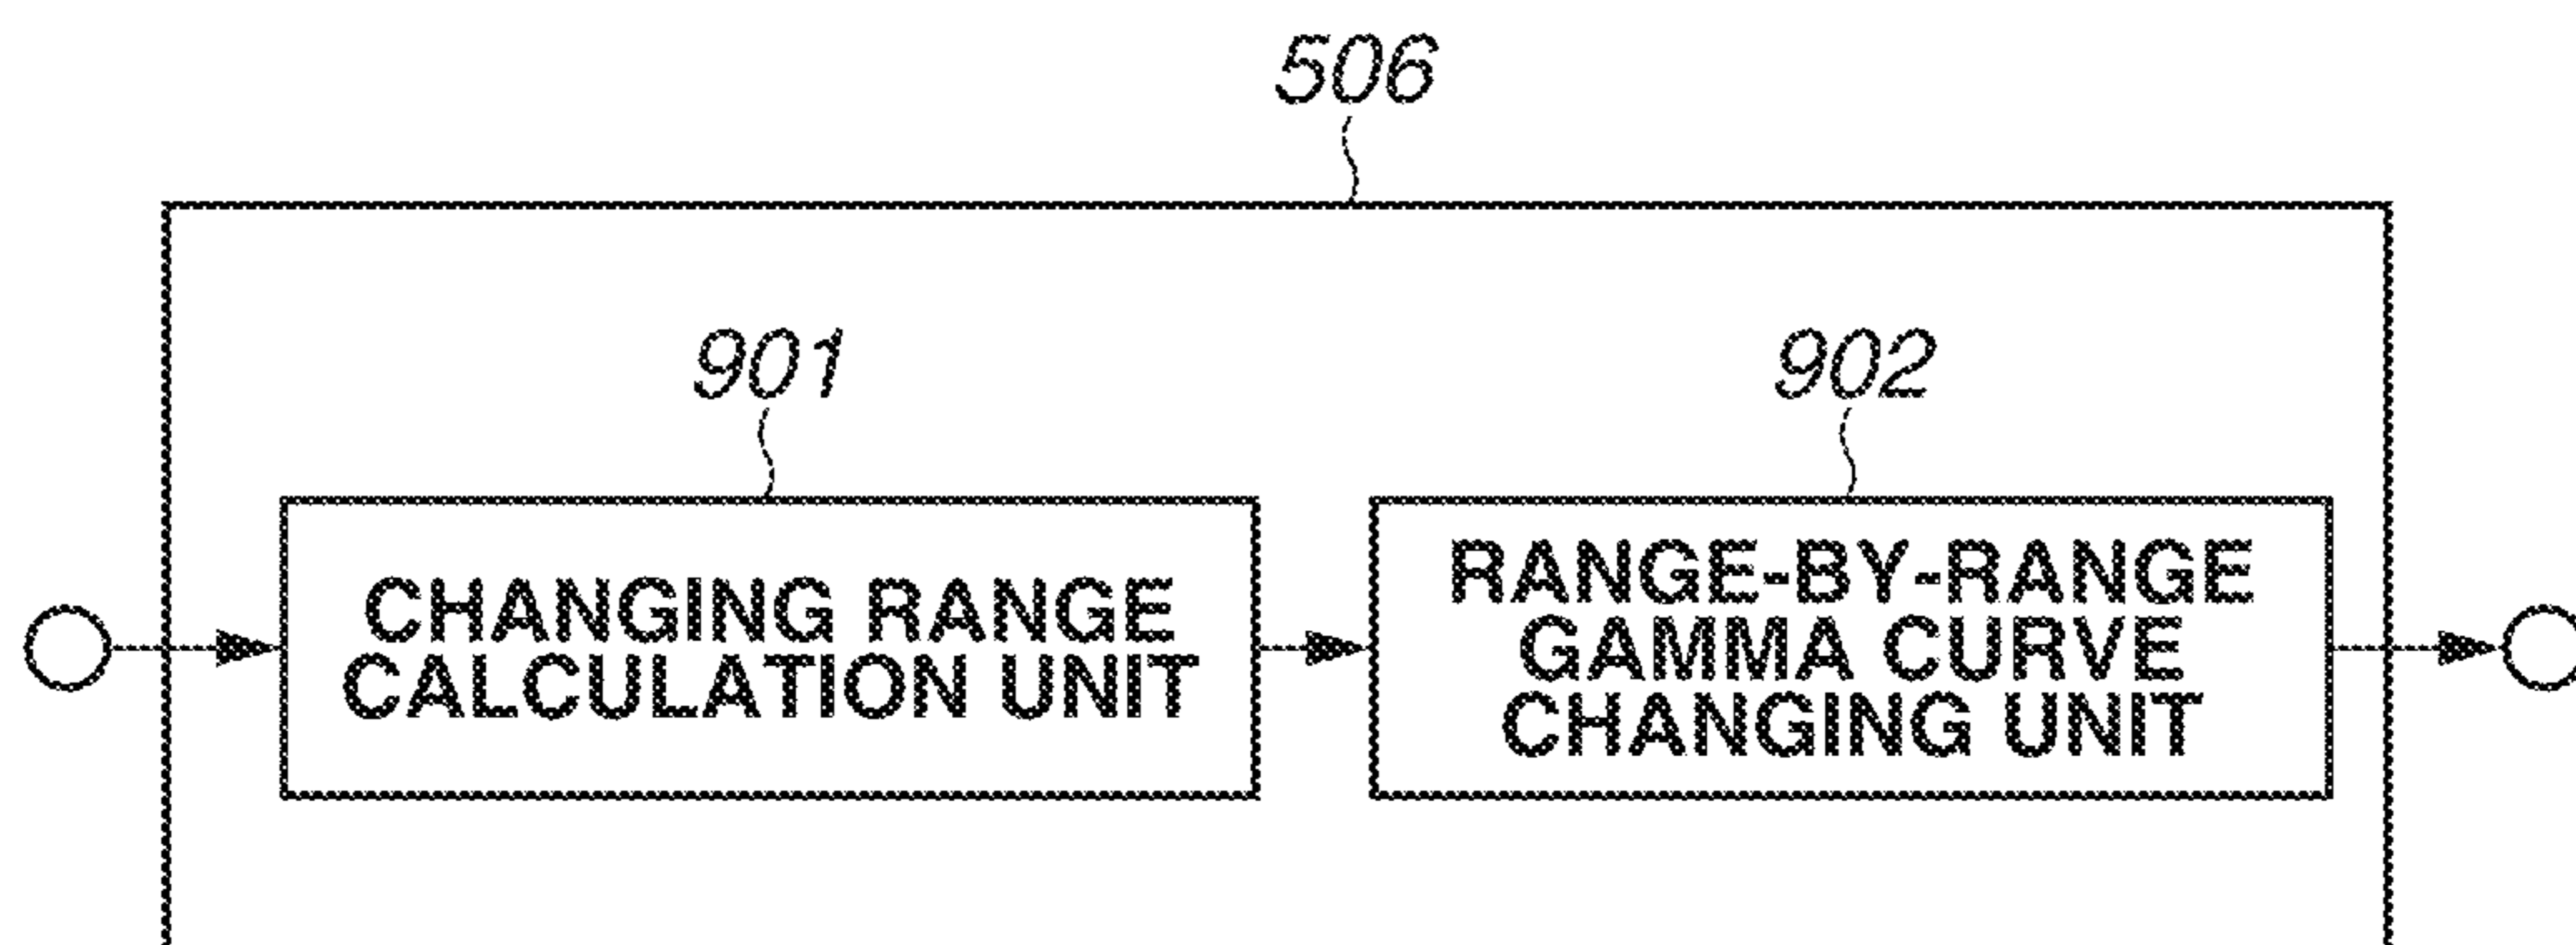 506
901
902
CHANGING RANGE
CALCULATION UNIT
RANGE-BY-RANGE
GAMMA CURVE
CHANGING UNIT